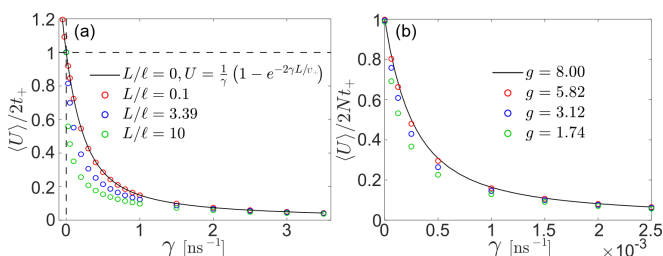 (a)
L/ℓ = 0, U = 1/γ (1 − e^{−2γL/v_+})
L/ℓ = 0.1
L/ℓ = 3.39
L/ℓ = 10
⟨U⟩/2t_+
1.2
1
0.8
0.6
0.4
0.2
0
0 1 2 3
γ [ns⁻¹]
(b)
g = 8.00
g = 5.82
g = 3.12
g = 1.74
⟨U⟩/2Nt_+
1
0.8
0.6
0.4
0.2
0
0 0.5 1 1.5 2 2.5
γ [ns⁻¹]
×10⁻³